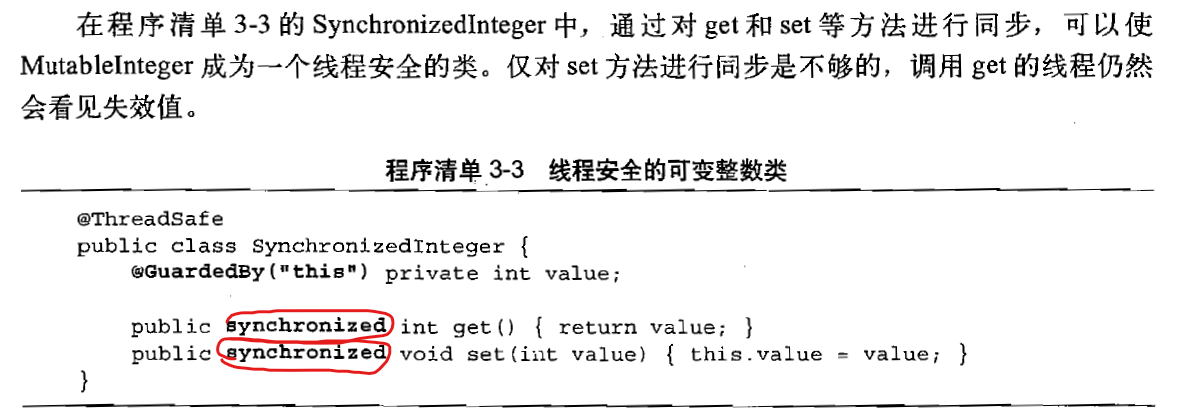 在程序清单 3-3 的 SynchronizedInteger 中，通过对 get 和 set 等方法进行同步，可以使
MutableInteger 成为一个线程安全的类。仅对 set 方法进行同步是不够的，调用 get 的线程仍然
会看见失效值。
程序清单 3-3 线程安全的可变整数类
@ThreadSafe
public class SynchronizedInteger {
@GuardedBy("this") private int value;
public synchronized int get() { return value; }
public synchronized void set(int value) { this.value = value; }
}